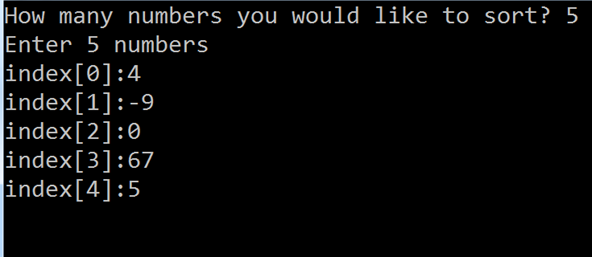 How many numbers you would like to sort? 5
Enter 5 numbers
index[0]:4
index[1]:-9
index[2]:0
index[3]:67
index[4]:5